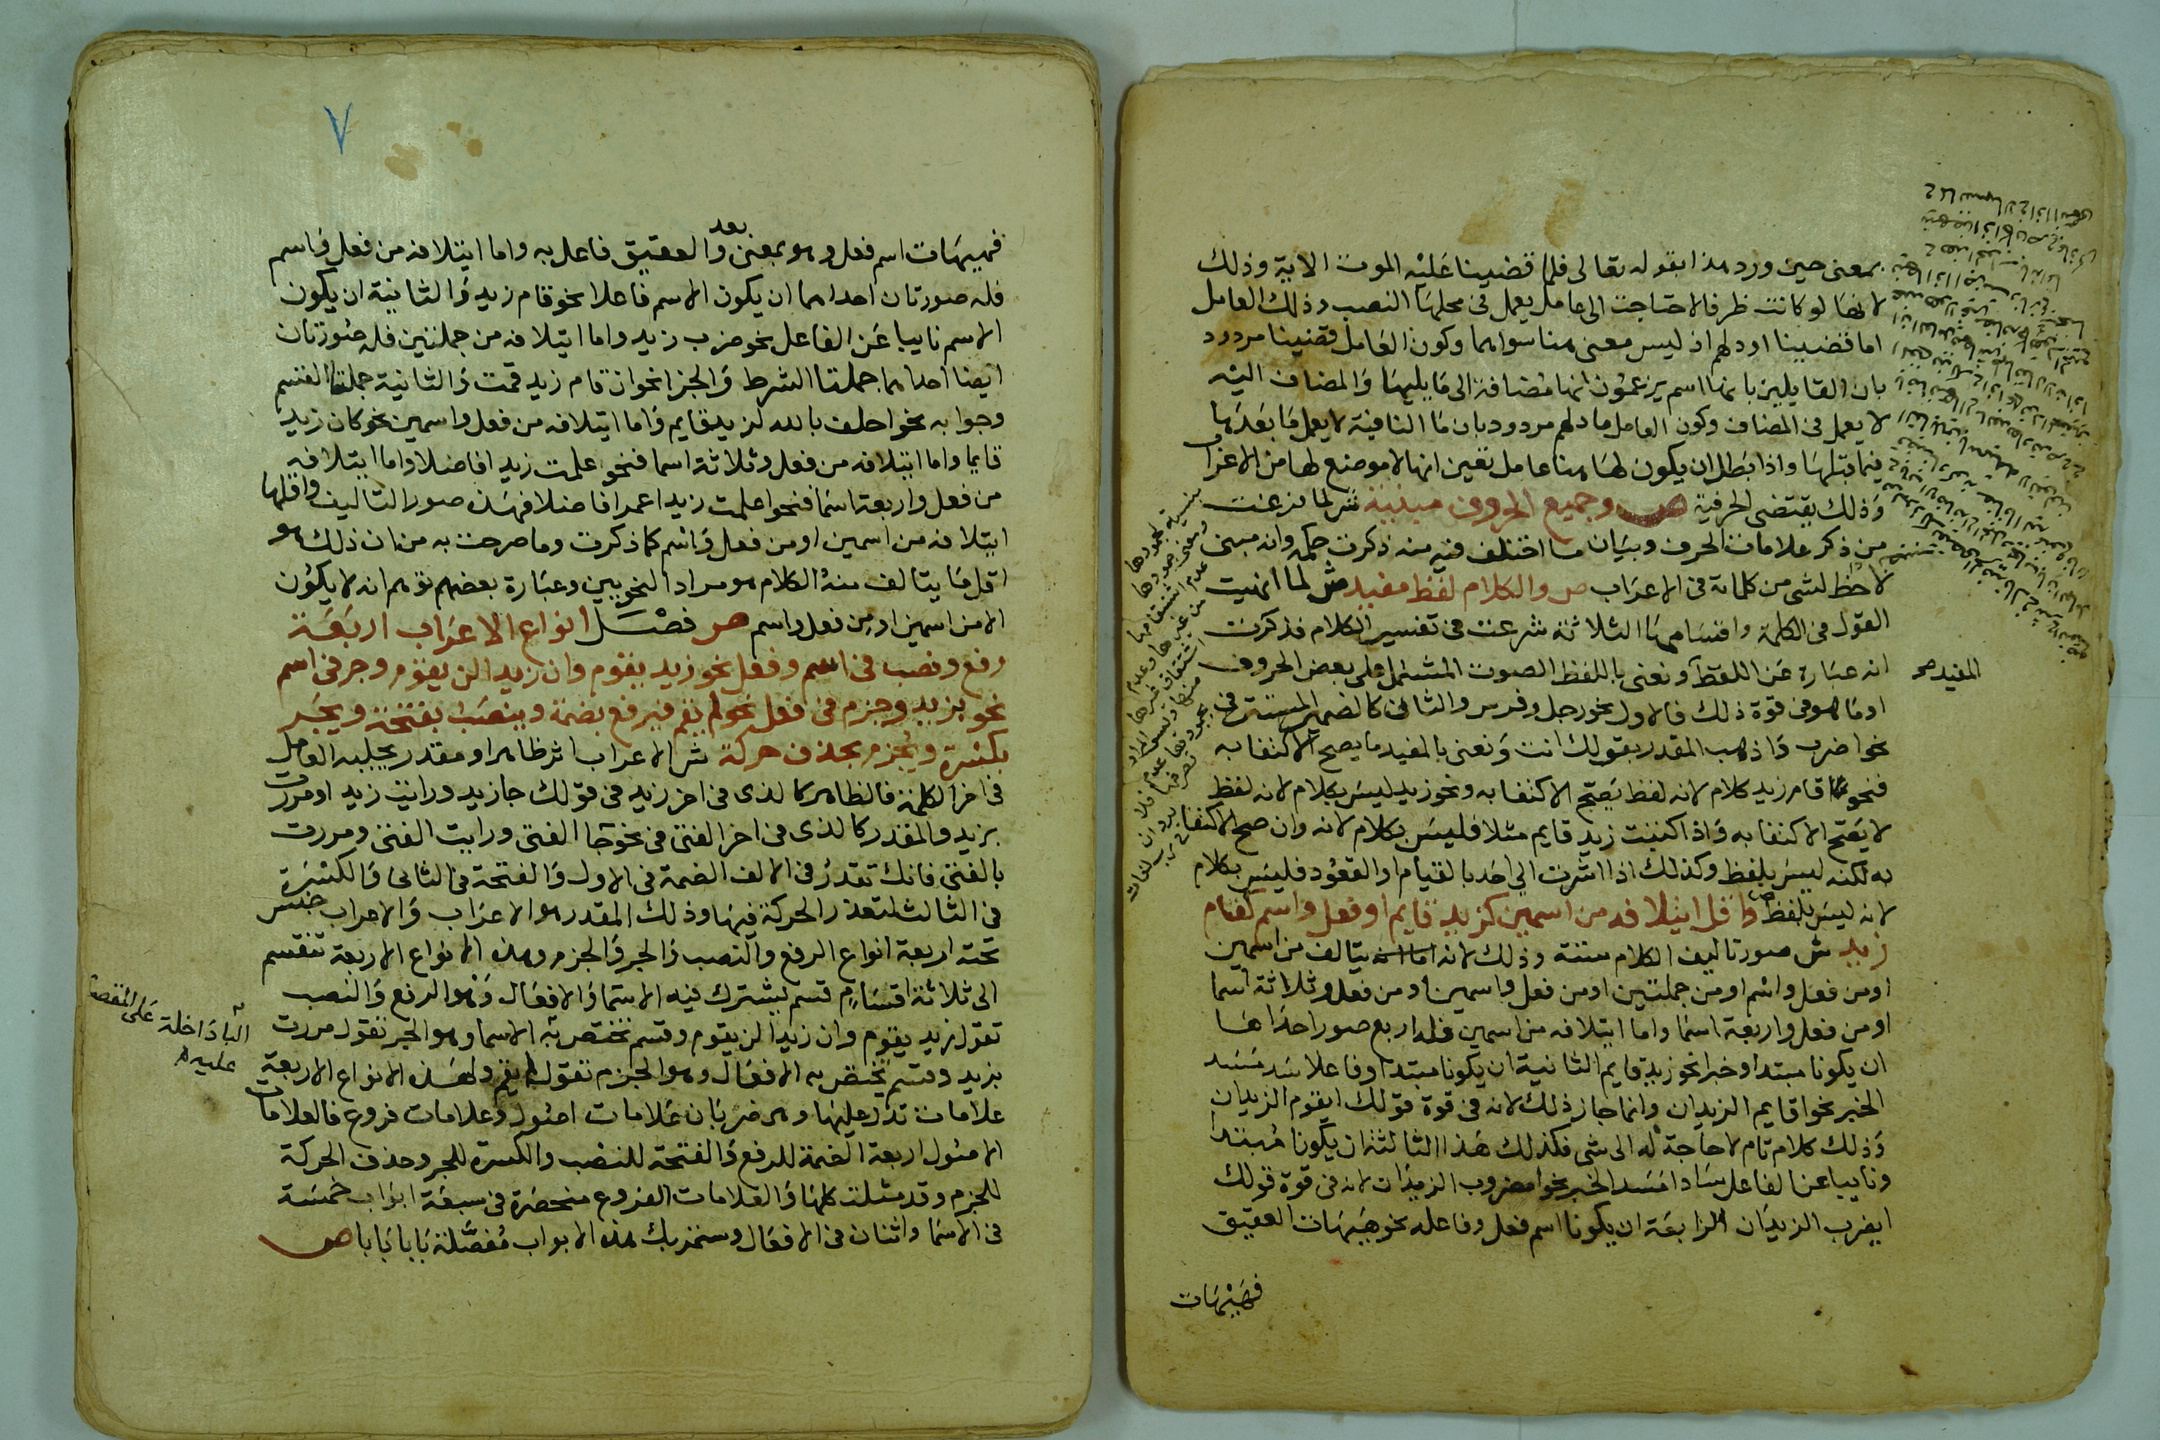 بمعنى حين ورد هذا بقوله تعالى فلما قضينا عليه الموت الاية وذلك
لانها لو كانت ظرفا لاحتاجت الى عامل يعمل في محلها النصب وذلك العامل
اما قضينا او دلهم اذ ليس معنى هنا سواهما وكون العامل قضينا مردود
بان القايلين بانها اسم يزعمون انها مضافة الى ما يليها والمضاف اليه
لا يعمل في المضاف وكون العامل ما دلهم مردود بان ما النافية لا يعمل ما بعدها
فيما قبلها واذا بطل ان يكون لها هنا عامل تعين انها لا موضع لها من الاعراب
وذلك يقتضي الحرفية ص وجميع الحروف مبنية ش لما فرغت
من ذكر علامات الحرف وبيان ما اختلف فيه منه ذكرت حكمه وانه مبنى
لا حظ لشى من كلماته في الاعراب ص والكلام لفظ مفيد ش لما انهيت
القول في الكلمة واقسامها الثلاثة شرعت في تفسير الكلام فذكرت
انه عبارة عن اللفظ ونعنى باللفظ الصوت المشتمل على بعض الحروف
المفيد صح
او ما هو في قوة ذلك فالاول نحو رجل وفرس والثاني كالضمير المستتر في
نحو اضرب واذهب المقدر بقولك انت ونعنى بالمفيد ما يصح الاكتفا به
فنحو قام زيد كلام لانه لفظ يصح الاكتفا به ونحو زيد ليس بكلام لانه لفظ
لا يصح الاكتفا به واذا كتبت زيد قايم مثلا فليس بكلام لانه وان صح الاكتفا
به لكنه ليس بلفظ وكذلك اذا اشرت الى احد بالقيام او القعود فليس بكلام
لانه ليس بلفظ ص واقل ايتلافه من اسمين كزيد قايم او فعل واسم كقام
زيد ش صور تاليف الكلام ستة وذلك لانه اما يتالف من اسمين
او من فعل واسم او من جملتين او من فعل واسمين او من فعل وثلاثة اسما
او من فعل واربعة اسما واما ايتلافه من اسمين فله اربع صور احداها
ان يكونا مبتدا وخبرا نحو زيد قايم الثانية ان يكونا مبتدا وفاعلا سد مسد
الخبر نحو اقايم الزيدان وانما جاز ذلك لانه في قوة قولك ايقوم الزيدان
وذلك كلام تام لا حاجة له الى شى فكذلك هذا الثالثة ان يكونا مبتدا
ونايبا عن الفاعل سادا مسد الخبر نحو امضروب الزيدان لانه في قوة قولك
ايضرب الزيدان الرابعة ان يكونا اسم فعل وفاعله نحو هيهات العقيق
فهيهات
٧
فهيهات اسم فعل وهو بمعنى بعد والعقيق فاعل به واما ايتلافه من فعل واسم
فله صورتان احداهما ان يكون الاسم فاعلا نحو قام زيد والثانية ان يكون
الاسم نايبا عن الفاعل نحو ضرب زيد واما ايتلافه من جملتين فله صورتان
ايضا احداهما جملتا الشرط والجزا نحو ان قام زيد قمت والثانية جملتا القسم
وجوابه نحو احلف بالله لزيد قايم واما ايتلافه من فعل واسمين نحو كان زيد
قايما واما ايتلافه من فعل وثلاثة اسما فنحو علمت زيدا فاضلا واما ايتلافه
من فعل واربعة اسما فنحو اعلمت زيدا عمرا فاضلا فهذه صور التاليف واقلها
ايتلافه من اسمين او من فعل واسم كما ذكرت وما صرحت به من ان ذلك هو
اقل ما يتالف منه الكلام هو مراد النحويين وعبارة بعضهم توهم انه لا يكون
الا من اسمين او من فعل واسم ص فصل انواع الاعراب اربعة
رفع ونصب في اسم وفعل نحو زيد يقوم وان زيدا لن يقوم وجر في اسم
نحو بزيد وجزم في فعل نحو لم يقم فيرفع بضمة وينصب بفتحة ويجر
بكسرة ويجزم بحذف حركة ش الاعراب اثر ظاهر او مقدر يجلبه العامل
في اخر الكلمة فالظاهر كالذى في اخر زيد في قولك جا زيد ورايت زيدا ومررت
بزيد والمقدر كالذى في اخر الفتى في نحو جا الفتى ورايت الفتى ومررت
بالفتى فانك تقدر في الالف الضمة في الاول والفتحة في الثاني والكسرة
في الثالث لتعذر الحركة فيها وذلك المقدر هو الاعراب والاعراب جنس
تحته اربعة انواع الرفع والنصب والجر والجزم وهذه الانواع الاربعة تنقسم
الى ثلاثة اقسام قسم يشترك فيه الاسما والافعال وهو الرفع والنصب
تقول زيد يقوم وان زيدا لن يقوم وقسم تختص به الاسما وهو الجر تقول مررت
الباء داخلة على المقصور
عليه
بزيد وقسم يختص به الافعال وهو الجزم تقول لم يقم ولهذه الانواع الاربعة
علامات تدل عليها وهى ضربان علامات اصول وعلامات فروع فالعلامات
الاصول اربعة الضمة للرفع والفتحة للنصب والكسرة للجر وحذف الحركة
للجزم وقد مثلت كلها والعلامات الفروع منحصرة في سبعة ابواب خمسة
في الاسما واثنان في الافعال وستمر بك هذه الابواب مفصلة بابا بابا ص